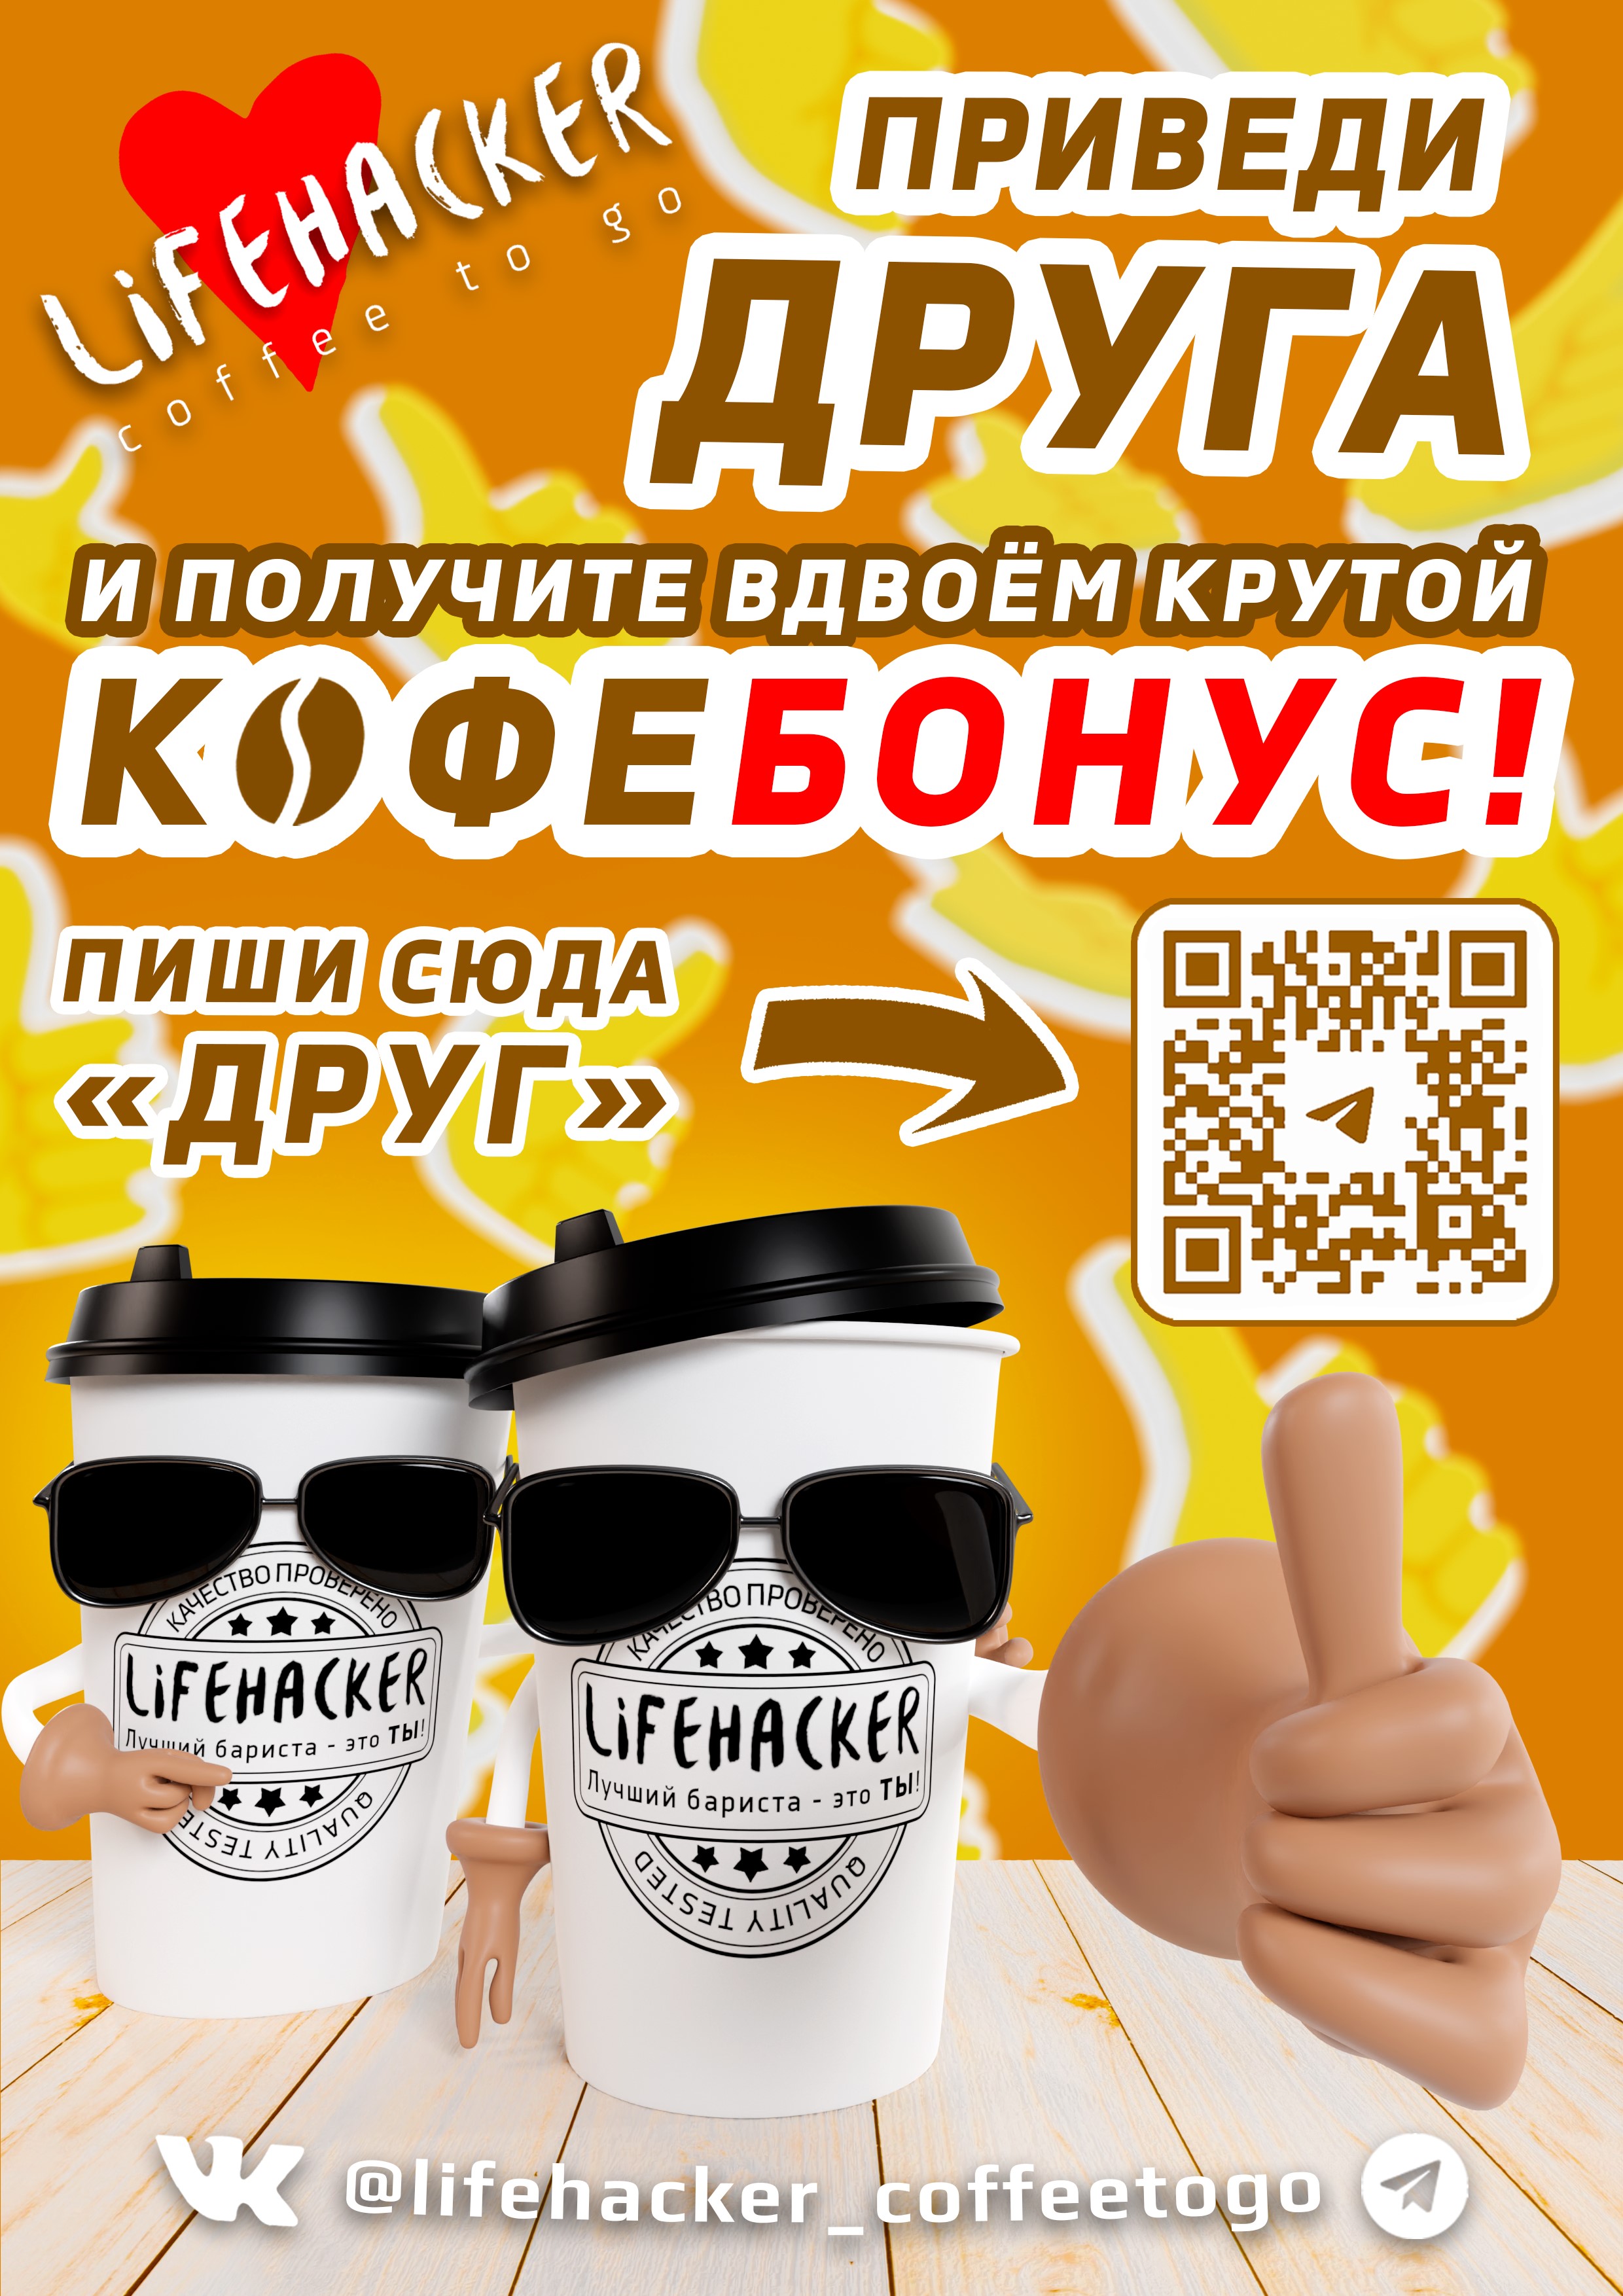 LiFEHACKER
coffee to go
ПРИВЕДИ
ДРУГА
И ПОЛУЧИТЕ ВДВОЁМ КРУТОЙ
КОФЕБОНУС!
ПИШИ СЮДА
«ДРУГ»
КАЧЕСТВО ПРОВЕРЕНО
LiFEHACKER
Лучший бариста - это ТЫ!
QUALITY TESTED
КАЧЕСТВО ПРОВЕРЕНО
LiFEHACKER
Лучший бариста - это ТЫ!
QUALITY TESTED
@lifehacker_coffeetogo